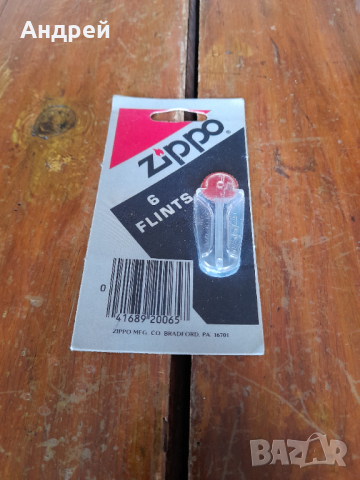 Андрей
zippo®
6
FLINTS
0
41689 20065
ZIPPO MFG. CO. BRADFORD, PA. 16701
BAZAR